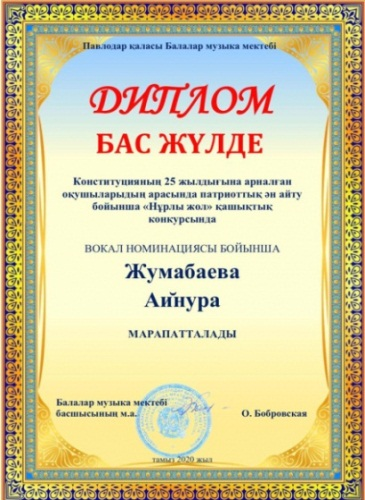 Павлодар қаласы Балалар музыка мектебі
ДИПЛОМ
БАС ЖҮЛДЕ
Конституцияның 25 жылдығына арналған
оқушыларыдың арасында патриоттық ән айту
бойынша «Нұрлы жол» қашықтық
конкурсында
ВОКАЛ НОМИНАЦИЯСЫ БОЙЫНША
Жумабаева
Айнура
МАРАПАТТАЛАДЫ
Балалар музыка мектебі
басшысының м.а.
О. Бобровская
тамыз 2020 жыл